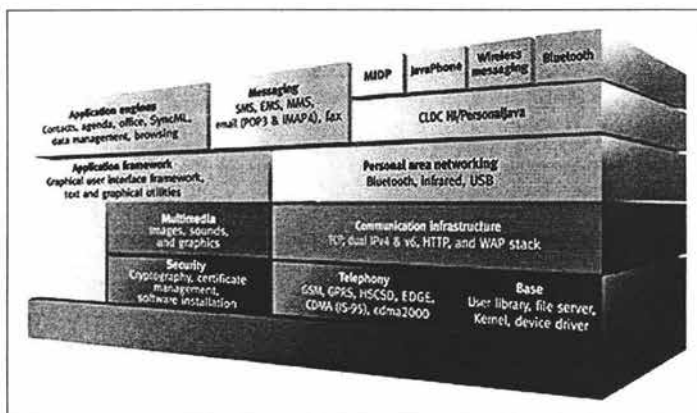 MIDP
JavaPhone
Wireless
messaging
Bluetooth
Messaging
SMS, EMS, MMS,
email (POP3 & IMAP4), fax
Application engines
Contacts, agenda, office, SyncML,
data management, browsing
CLDC HI/PersonalJava
Application framework
Graphical user interface framework,
text and graphical utilities
Personal area networking
Bluetooth, infrared, USB
Multimedia
Images, sounds,
and graphics
Communication infrastructure
TCP, dual IPv4 & v6, HTTP, and WAP stack
Security
Cryptography, certificate
management,
software installation
Telephony
GSM, GPRS, HSCSD, EDGE,
CDMA (IS-95), cdma2000
Base
User library, file server,
Kernel, device driver